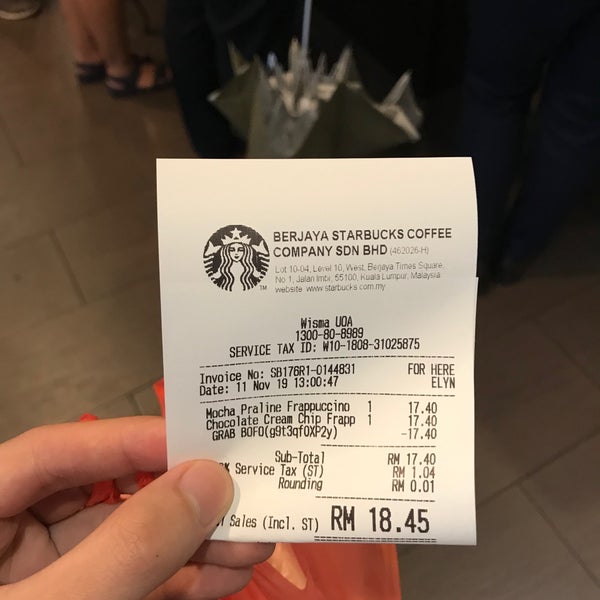 BERJAYA STARBUCKS COFFEE
COMPANY SDN BHD (462026-H)
Lot 10-04, Level 10, West, Berjaya Times Square,
No 1, Jalan Imbi, 55100, Kuala Lumpur, Malaysia
website: www.starbucks.com.my
TM
Wisma UOA
1300-80-8989
SERVICE TAX ID: W10-1808-31025875
Invoice No: SB176R1-0144831 FOR HERE
Date: 11 Nov 19 13:00:47 ELYN
Mocha Praline Frappuccino 1 17.40
Chocolate Cream Chip Frapp 1 17.40
GRAB BOFO(g9t3qfOXP2y) -17.40
Sub-Total RM 17.40
Service Tax (ST) RM 1.04
Rounding RM 0.01
Sales (Incl. ST) RM 18.45